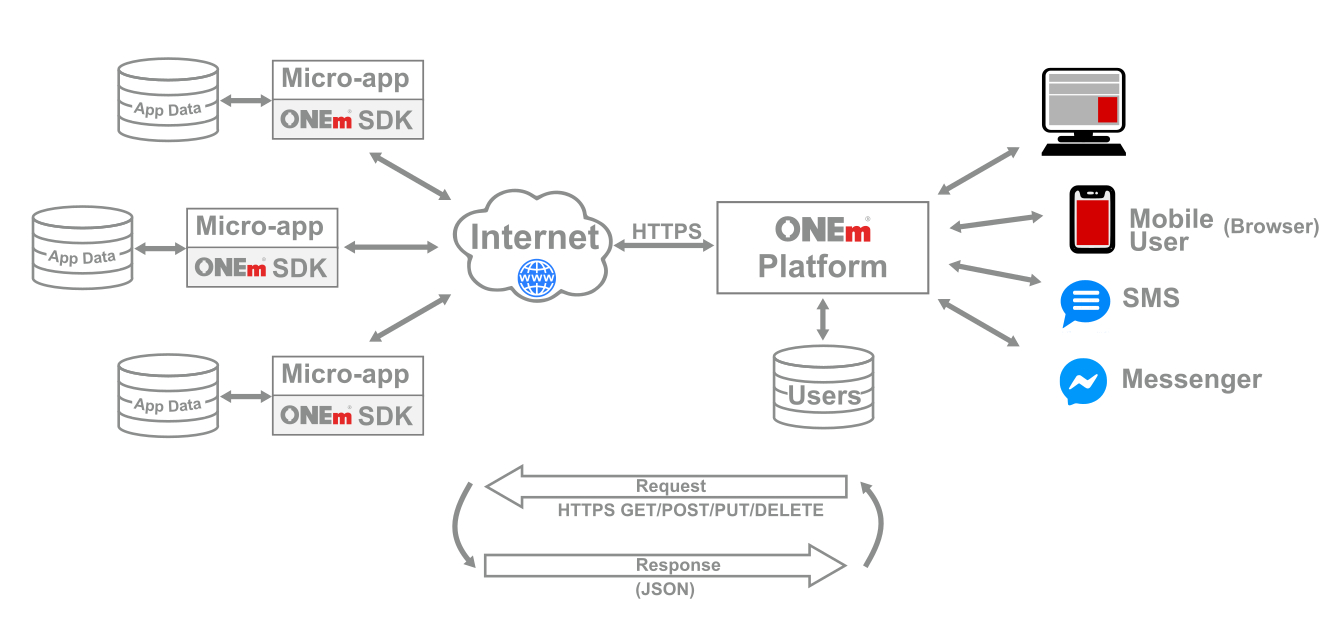 Micro-app
ONEm® SDK
App Data
Micro-app
ONEm® SDK
App Data
Micro-app
ONEm® SDK
App Data
Internet
www
HTTPS
ONEm®
Platform
Users
Mobile
User
(Browser)
SMS
Messenger
Request
HTTPS GET/POST/PUT/DELETE
Response
(JSON)